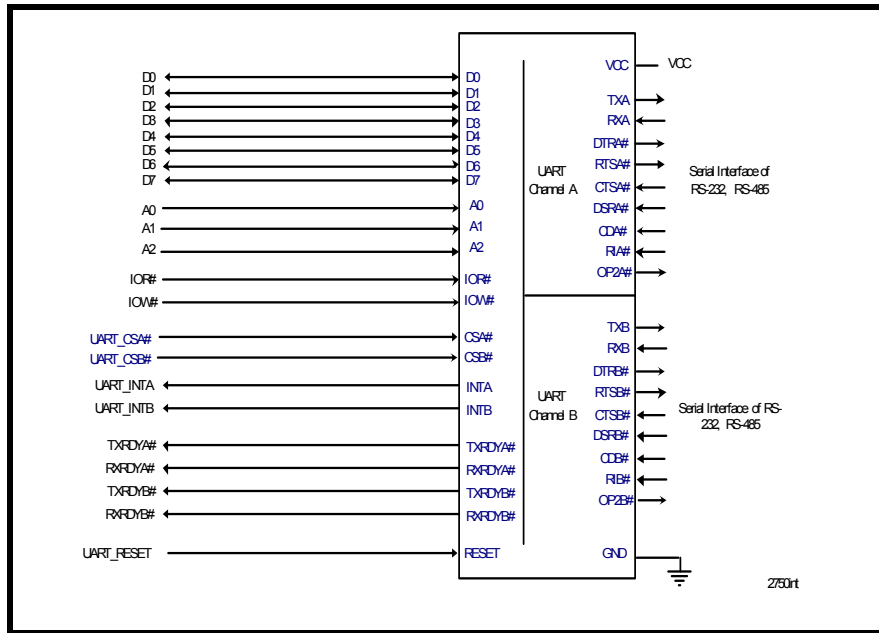 D0 D0
D1 D1
D2 D2
D3 D3
D4 D4
D5 D5
D6 D6
D7 D7
A0 A0
A1 A1
A2 A2
IOR# IOR#
IOW# IOW#
UART_CSA# CSA#
UART_CSB# CSB#
UART_INTA INTA
UART_INTB INTB
TXRDYA# TXRDYA#
RXRDYA# RXRDYA#
TXRDYB# TXRDYB#
RXRDYB# RXRDYB#
UART_RESET RESET
UART
Channel A
UART
Channel B
VCC VCC
TXA
RXA
DTRA#
RTSA#
CTSA#
DSRA#
CDA#
RIA#
OP2A#
Serial Interface of
RS-232, RS-485
TXB
RXB
DTRB#
RTSB#
CTSB#
DSRB#
CDB#
RIB#
OP2B#
Serial Interface of RS-
232, RS-485
GND
2750int